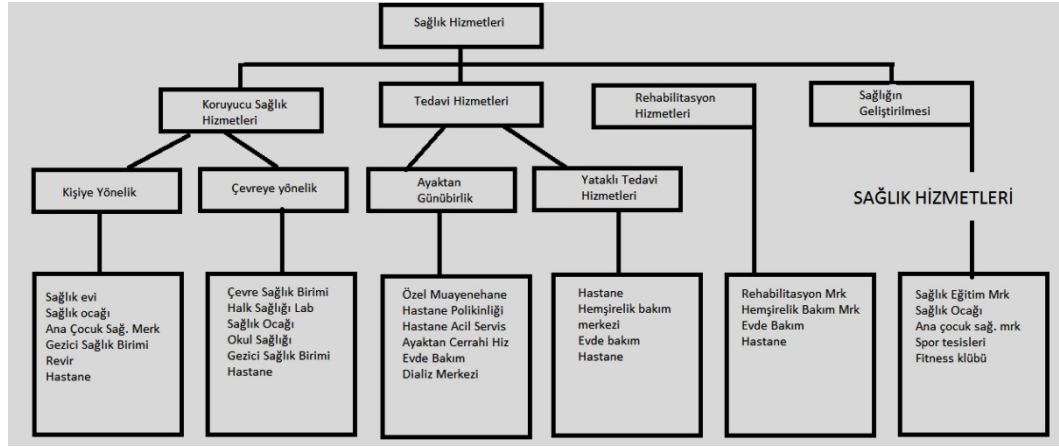 Sağlık Hizmetleri
Koruyucu Sağlık
Hizmetleri
Tedavi Hizmetleri
Rehabilitasyon
Hizmetleri
Sağlığın
Geliştirilmesi
Kişiye Yönelik
Çevreye yönelik
Ayaktan
Günübirlik
Yataklı Tedavi
Hizmetleri
SAĞLIK HİZMETLERİ
Sağlık evi
Sağlık ocağı
Ana Çocuk Sağ. Merk
Gezici Sağlık Birimi
Revir
Hastane
Çevre Sağlık Birimi
Halk Sağlığı Lab
Sağlık Ocağı
Okul Sağlığı
Gezici Sağlık Birimi
Hastane
Özel Muayenehane
Hastane Polikinliği
Hastane Acil Servis
Ayaktan Cerrahi Hiz
Evde Bakım
Dializ Merkezi
Hastane
Hemşirelik bakım
merkezi
Evde bakım
Hastane
Rehabilitasyon Mrk
Hemşirelik Bakım Mrk
Evde Bakım
Hastane
Sağlık Eğitim Mrk
Sağlık Ocağı
Ana çocuk sağ. mrk
Spor tesisleri
Fitness klübü